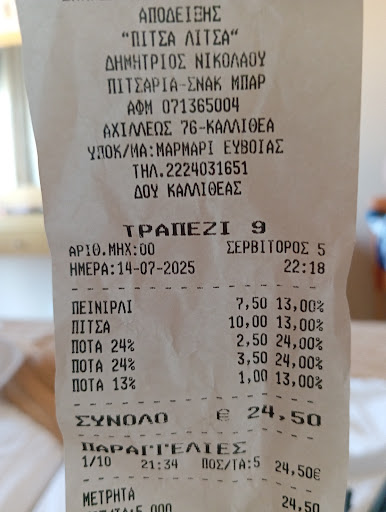 ΑΠΟΔΕΙΞΗΣ
"ΠΙΤΣΑ ΛΙΤΣΑ"
ΔΗΜΗΤΡΙΟΣ ΝΙΚΟΛΑΟΥ
ΠΙΤΣΑΡΙΑ-ΣΝΑΚ ΜΠΑΡ
ΑΦΜ 071365004
ΑΧΙΛΛΕΩΣ 76-ΚΑΛΛΙΘΕΑ
ΥΠΟΚ/ΜΑ:ΜΑΡΜΑΡΙ ΕΥΒΟΙΑΣ
ΤΗΛ.2224031651
ΔΟΥ ΚΑΛΛΙΘΕΑΣ
ΤΡΑΠΕΖΙ 9
ΑΡΙΘ.ΜΗΧ:00 ΣΕΡΒΙΤΟΡΟΣ 5
ΗΜΕΡΑ:14-07-2025 22:18
ΠΕΙΝΙΡΛΙ 7,50 13,00%
ΠΙΤΣΑ 10,00 13,00%
ΠΟΤΑ 24% 2,50 24,00%
ΠΟΤΑ 24% 3,50 24,00%
ΠΟΤΑ 13% 1,00 13,00%
ΣΥΝΟΛΟ € 24,50
ΠΑΡΑΓΓΕΛΙΕΣ
1/10 21:34 ΠΟΣ/ΤΑ:5 24,50€
ΜΕΤΡΗΤΑ 24,50